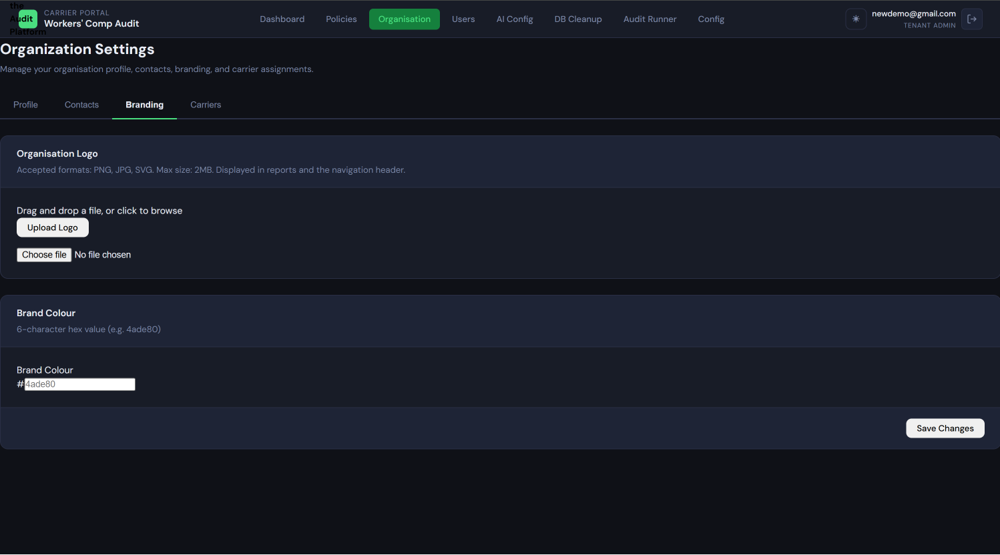 the
Audit
Platform
CARRIER PORTAL
Workers' Comp Audit
Dashboard
Policies
Organisation
Users
AI Config
DB Cleanup
Audit Runner
Config
newdemo@gmail.com
TENANT ADMIN
Organization Settings
Manage your organisation profile, contacts, branding, and carrier assignments.
Profile
Contacts
Branding
Carriers
Organisation Logo
Accepted formats: PNG, JPG, SVG. Max size: 2MB. Displayed in reports and the navigation header.
Drag and drop a file, or click to browse
Upload Logo
Choose file No file chosen
Brand Colour
6-character hex value (e.g. 4ade80)
Brand Colour
#4ade80
Save Changes